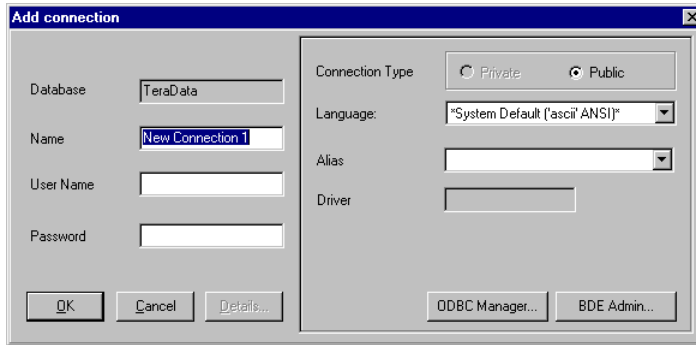 Add connection
Database
TeraData
Name
New Connection 1
User Name
Password
OK
Cancel
Details...
Connection Type
Private
Public
Language:
*System Default ('ascii' ANSI)*
Alias
Driver
ODBC Manager...
BDE Admin...